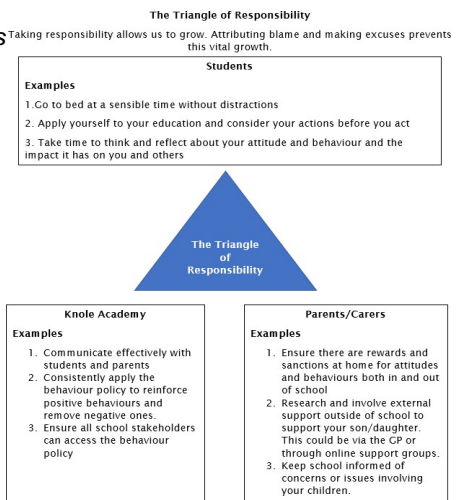 The Triangle of Responsibility
s Taking responsibility allows us to grow. Attributing blame and making excuses prevents
this vital growth.
Students
Examples
1.Go to bed at a sensible time without distractions
2. Apply yourself to your education and consider your actions before you act
3. Take time to think and reflect about your attitude and behaviour and the
impact it has on you and others
The Triangle
of
Responsibility
Knole Academy
Examples
1. Communicate effectively with
students and parents
2. Consistently apply the
behaviour policy to reinforce
positive behaviours and
remove negative ones.
3. Ensure all school stakeholders
can access the behaviour
policy
Parents/Carers
Examples
1. Ensure there are rewards and
sanctions at home for attitudes
and behaviours both in and out
of school
2. Research and involve external
support outside of school to
support your son/daughter.
This could be via the GP or
through online support groups.
3. Keep school informed of
concerns or issues involving
your children.